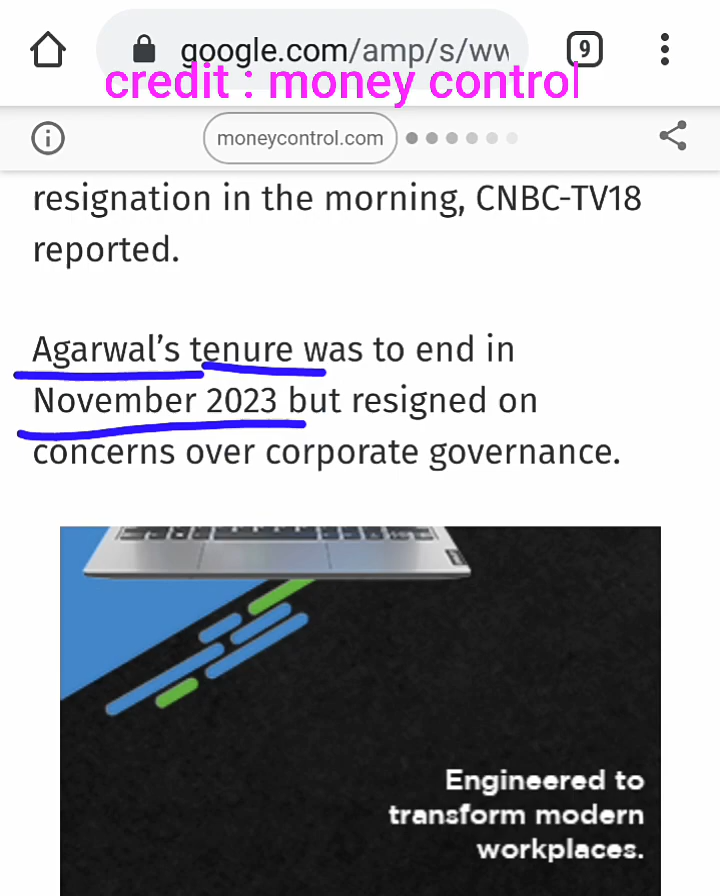 google.com/amp/s/ww
9
credit : money control
moneycontrol.com
resignation in the morning, CNBC-TV18
reported.
Agarwal's tenure was to end in
November 2023 but resigned on
concerns over corporate governance.
Engineered to
transform modern
workplaces.